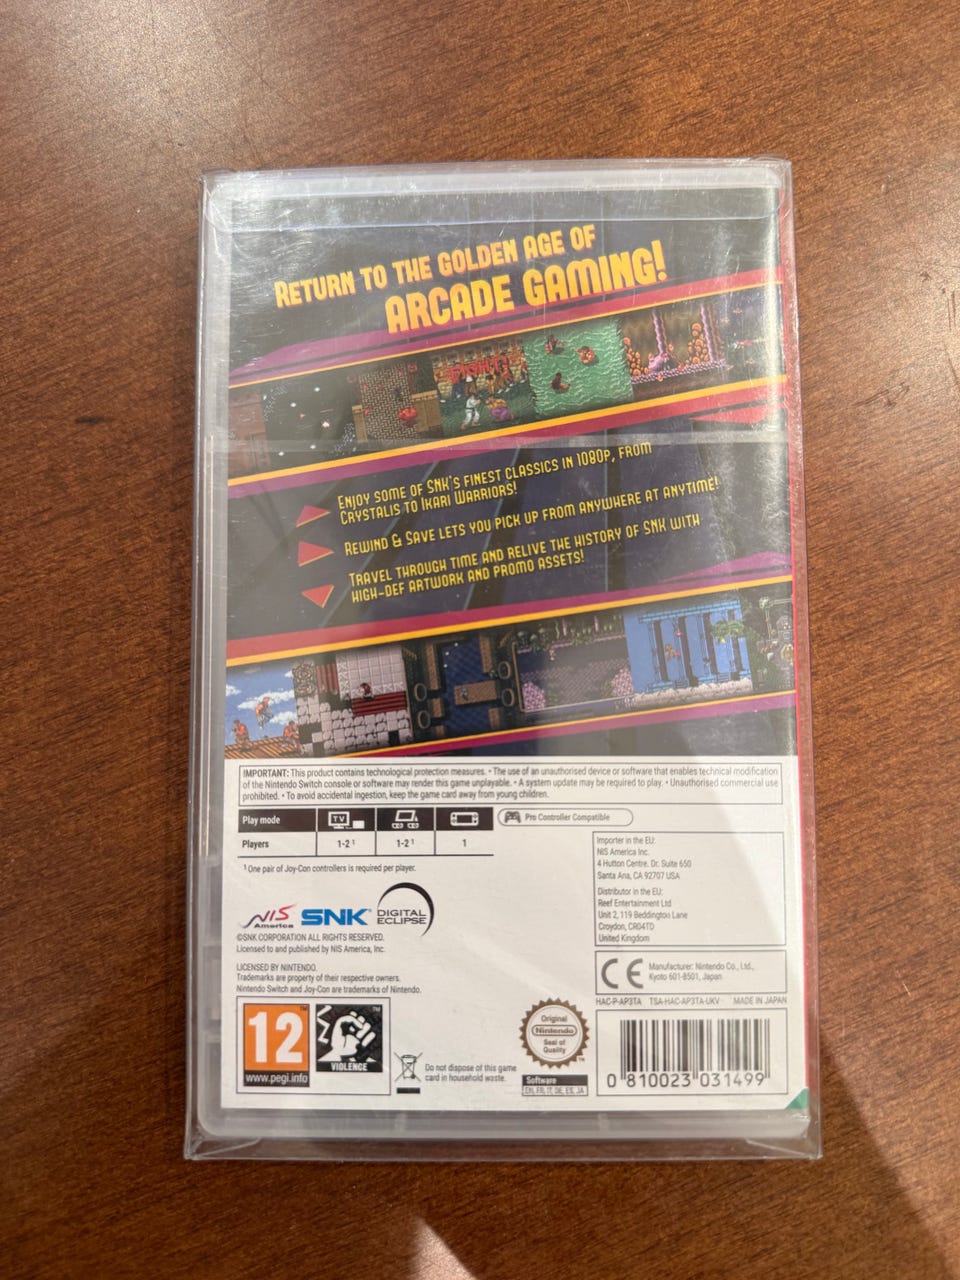 RETURN TO THE GOLDEN AGE OF
ARCADE GAMING!
FIGHT!
ENJOY SOME OF SNK'S FINEST CLASSICS IN 1080P, FROM
CRYSTALIS TO IKARI WARRIORS!
REWIND & SAVE LETS YOU PICK UP FROM ANYWHERE AT ANYTIME!
TRAVEL THROUGH TIME AND RELIVE THE HISTORY OF SNK WITH
HIGH-DEF ARTWORK AND PROMO ASSETS!
IMPORTANT: This product contains technological protection measures. • The use of an unauthorised device or software that enables technical modification
of the Nintendo Switch console or software may render this game unplayable. • A system update may be required to play. • Unauthorised commercial use
prohibited. • To avoid accidental ingestion, keep the game card away from young children.
Play mode TV
Players 1-2¹ 1-2¹ 1
Pro Controller Compatible
¹ One pair of Joy-Con controllers is required per player.
Importer in the EU:
NIS America Inc.
4 Hutton Centre. Dr. Suite 650
Santa Ana, CA 92707 USA
Distributor in the EU:
Reef Entertainment Ltd
Unit 2, 119 Beddington Lane
Croydon, CR04TD
United Kingdom
NIS America SNK® DIGITAL ECLIPSE
©SNK CORPORATION ALL RIGHTS RESERVED.
Licensed to and published by NIS America, Inc.
LICENSED BY NINTENDO.
Trademarks are property of their respective owners.
Nintendo Switch and Joy-Con are trademarks of Nintendo.
CE Manufacturer: Nintendo Co., Ltd.,
Kyoto 601-8501, Japan
HAC-P-AP3TA TSA-HAC-AP3TA-UKV MADE IN JAPAN
12 ™
www.pegi.info
VIOLENCE
Do not dispose of this game
card in household waste.
Original
Nintendo
Seal of
Quality
™
Software
EN, FR, IT, DE, ES, JA
0 810023 031499